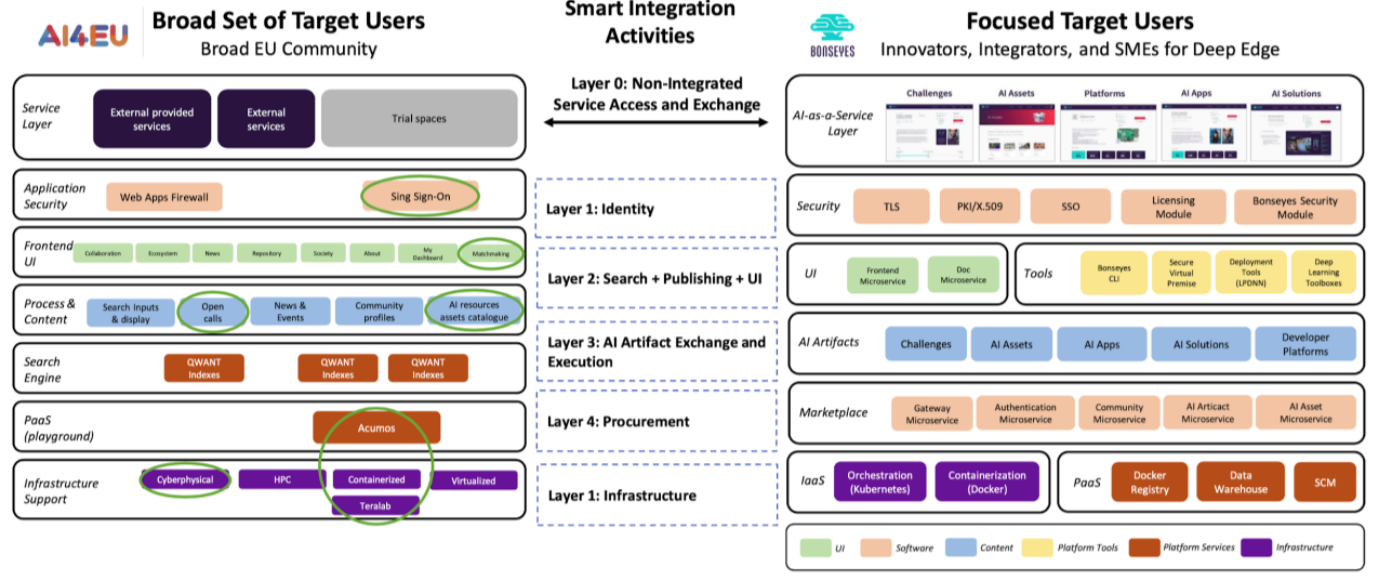 AI4EU
Broad Set of Target Users
Broad EU Community
Smart Integration
Activities
BONSEYES
Focused Target Users
Innovators, Integrators, and SMEs for Deep Edge
Service
Layer
External provided
services
External
services
Trial spaces
Layer 0: Non-Integrated
Service Access and Exchange
AI-as-a-Service
Layer
Challenges
AI Assets
Platforms
AI Apps
AI Solutions
Application
Security
Web Apps Firewall
Sing Sign-On
Layer 1: Identity
Security
TLS
PKI/X.509
SSO
Licensing
Module
Bonseyes Security
Module
Frontend
UI
Collaboration
Ecosystem
News
Repository
Society
About
My
Dashboard
Matchmaking
Layer 2: Search + Publishing + UI
UI
Frontend
Microservice
Doc
Microservice
Tools
Bonseyes
CLI
Secure
Virtual
Premise
Deployment
Tools
(LPDNN)
Deep
Learning
Toolboxes
Process &
Content
Search Inputs
& display
Open
calls
News &
Events
Community
profiles
AI resources
assets catalogue
Layer 3: AI Artifact Exchange and
Execution
AI Artifacts
Challenges
AI Assets
AI Apps
AI Solutions
Developer
Platforms
Search
Engine
QWANT
Indexes
QWANT
Indexes
QWANT
Indexes
PaaS
(playground)
Acumos
Layer 4: Procurement
Marketplace
Gateway
Microservice
Authentication
Microservice
Community
Microservice
AI Articact
Microservice
AI Asset
Microservice
Infrastructure
Support
Cyberphysical
HPC
Containerized
Virtualized
Teralab
Layer 1: Infrastructure
IaaS
Orchestration
(Kubernetes)
Containerization
(Docker)
PaaS
Docker
Registry
Data
Warehouse
SCM
UI
Software
Content
Platform Tools
Platform Services
Infrastructure